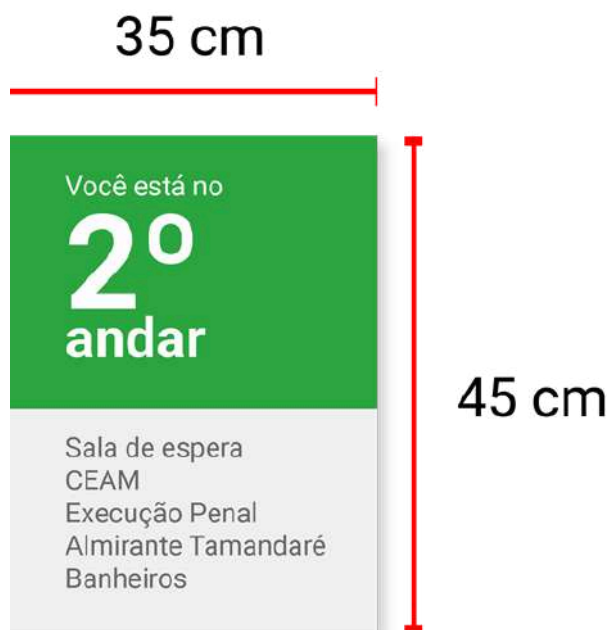 35 cm
Você está no
2º
andar
45 cm
Sala de espera
CEAM
Execução Penal
Almirante Tamandaré
Banheiros